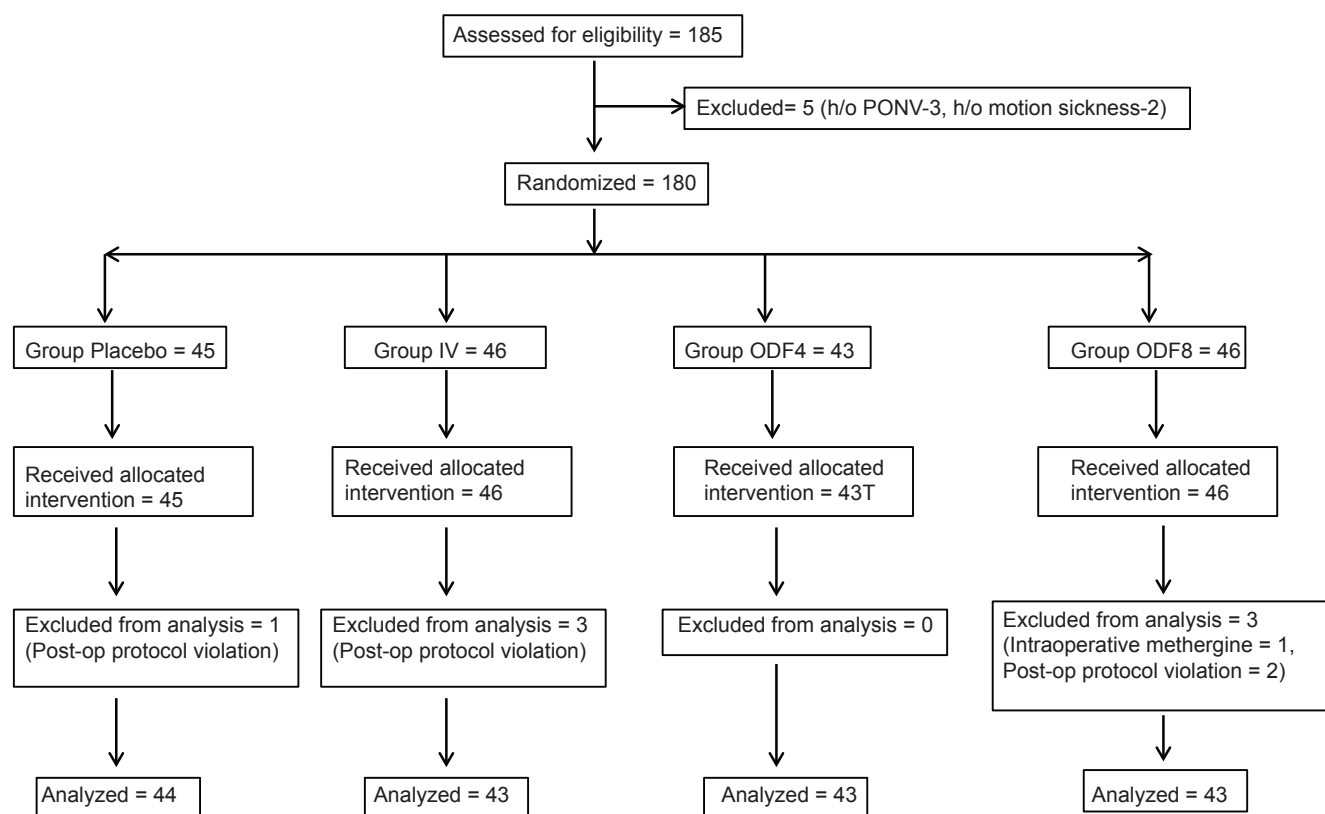 Assessed for eligibility = 185
Excluded= 5 (h/o PONV-3, h/o motion sickness-2)
Randomized = 180
Group Placebo = 45
Group IV = 46
Group ODF4 = 43
Group ODF8 = 46
Received allocated
intervention = 45
Received allocated
intervention = 46
Received allocated
intervention = 43T
Received allocated
intervention = 46
Excluded from analysis = 1
(Post-op protocol violation)
Excluded from analysis = 3
(Post-op protocol violation)
Excluded from analysis = 0
Excluded from analysis = 3
(Intraoperative methergine = 1,
Post-op protocol violation = 2)
Analyzed = 44
Analyzed = 43
Analyzed = 43
Analyzed = 43